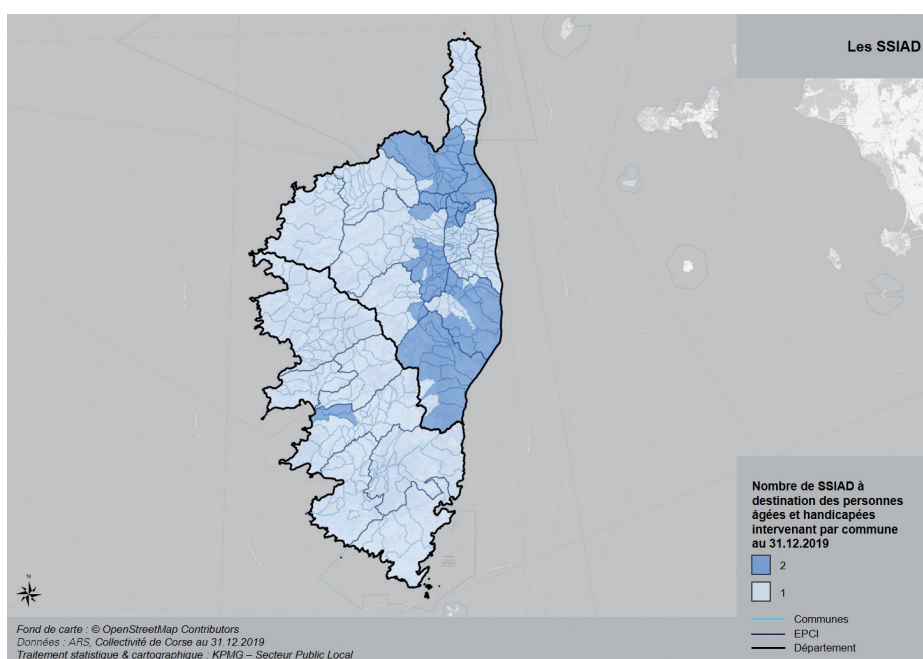 Les SSIAD
Nombre de SSIAD à
destination des personnes
âgées et handicapées
intervenant par commune
au 31.12.2019
2
1
Communes
EPCI
Département
N
Fond de carte : © OpenStreetMap Contributors
Données : ARS, Collectivité de Corse au 31.12.2019
Traitement statistique & cartographique : KPMG – Secteur Public Local